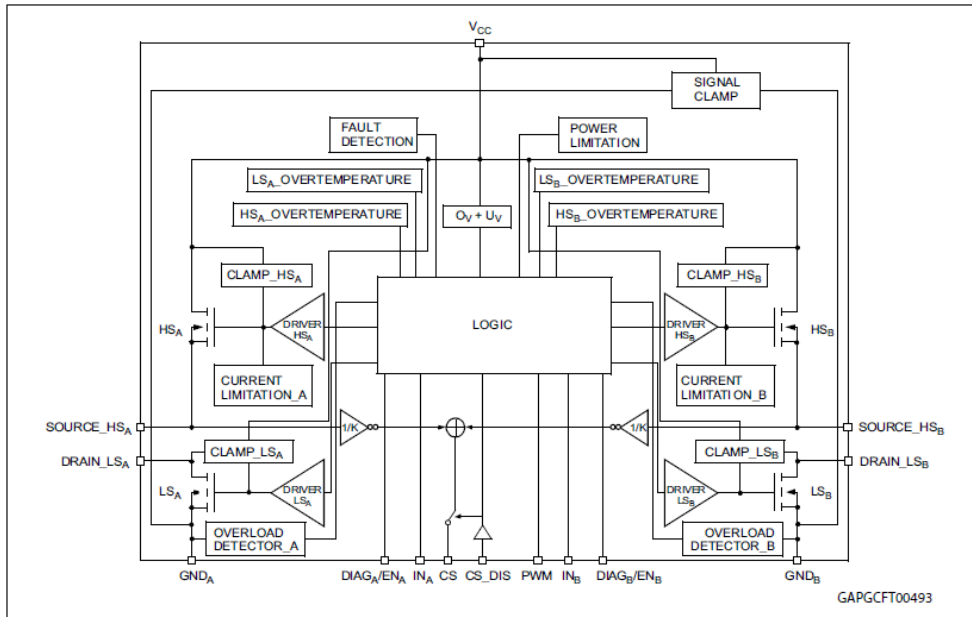 VCC
SIGNAL
CLAMP
FAULT
DETECTION
POWER
LIMITATION
LSA_OVERTEMPERATURE
LSB_OVERTEMPERATURE
HSA_OVERTEMPERATURE
OV + UV
HSB_OVERTEMPERATURE
CLAMP_HSA
CLAMP_HSB
HSA
DRIVER
HSA
LOGIC
DRIVER
HSB
HSB
CURRENT
LIMITATION_A
CURRENT
LIMITATION_B
SOURCE_HSA
1/K
1/K
SOURCE_HSB
DRAIN_LSA
CLAMP_LSA
CLAMP_LSB
DRAIN_LSB
LSA
DRIVER
LSA
DRIVER
LSB
LSB
OVERLOAD
DETECTOR_A
OVERLOAD
DETECTOR_B
GNDA
DIAGA/ENA
INA
CS
CS_DIS
PWM
INB
DIAGB/ENB
GNDB
GAPGCFT00493